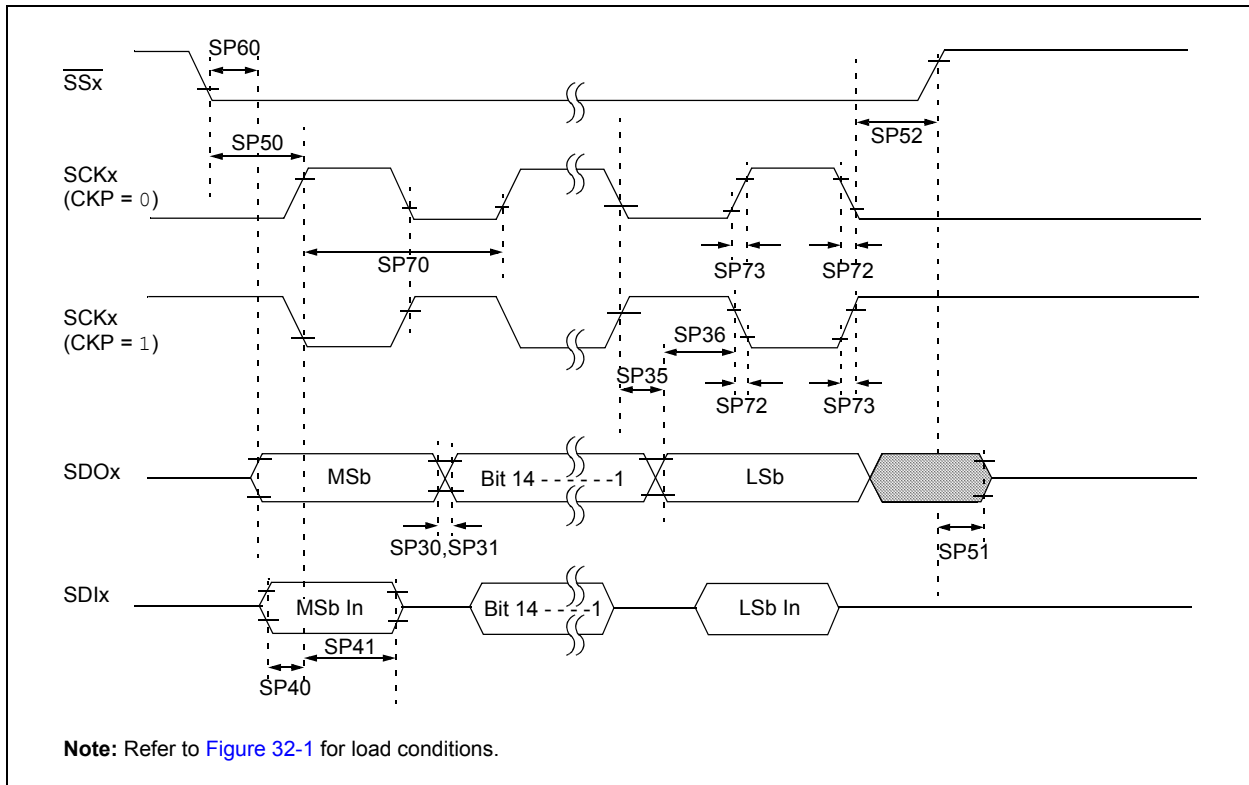 SP60
SSx
SP50
SP52
SCKx
(CKP = 0)
SP70
SP73
SP72
SCKx
(CKP = 1)
SP36
SP35
SP72
SP73
SDOx
MSb
Bit 14 - - - - - -1
LSb
SP30,SP31
SP51
SDIx
MSb In
Bit 14 - - - -1
LSb In
SP41
SP40
Note: Refer to Figure 32-1 for load conditions.